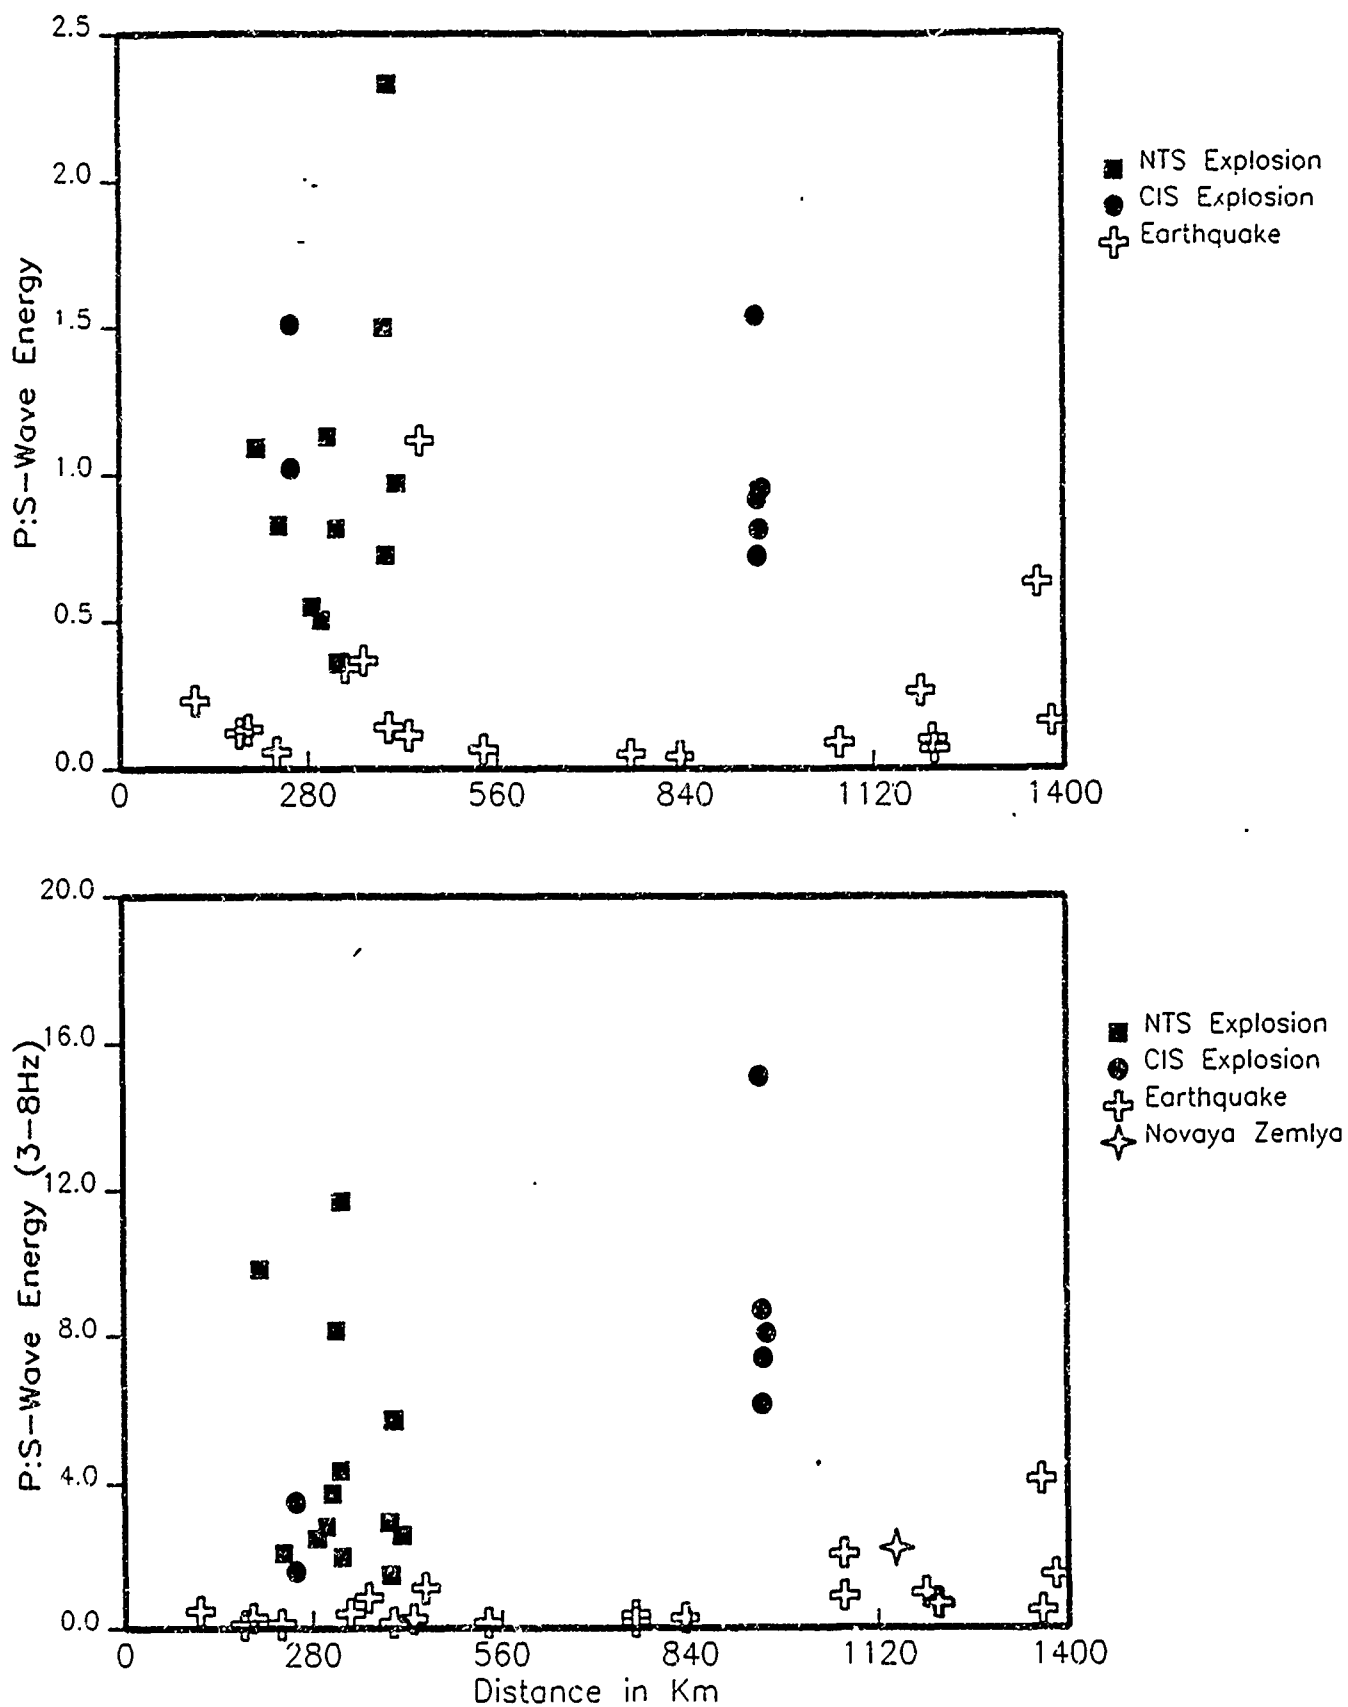 2.5
2.0
1.5
1.0
0.5
0.0
P:S-Wave Energy
0 280 560 840 1120 1400
NTS Explosion
CIS Explosion
Earthquake
20.0
16.0
12.0
8.0
4.0
0.0
P:S-Wave Energy (3-8Hz)
0 280 560 840 1120 1400
Distance in Km
NTS Explosion
CIS Explosion
Earthquake
Novaya Zemlya